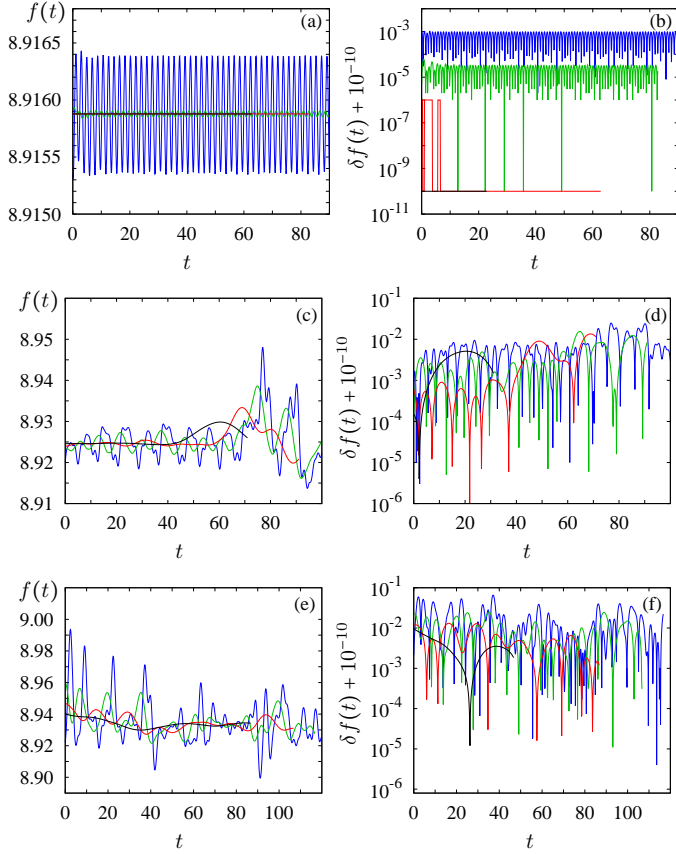 f(t)
(a)
8.9165
8.9160
8.9155
8.9150
0 20 40 60 80
t
(b)
δf(t) + 10^{-10}
10^{-3}
10^{-5}
10^{-7}
10^{-9}
10^{-11}
0 20 40 60 80
t
f(t)
(c)
8.95
8.94
8.93
8.92
8.91
0 20 40 60 80
t
(d)
δf(t) + 10^{-10}
10^{-1}
10^{-2}
10^{-3}
10^{-4}
10^{-5}
10^{-6}
0 20 40 60 80
t
f(t)
(e)
9.00
8.98
8.96
8.94
8.92
8.90
0 20 40 60 80 100
t
(f)
δf(t) + 10^{-10}
10^{-1}
10^{-2}
10^{-3}
10^{-4}
10^{-5}
10^{-6}
0 20 40 60 80 100 120
t